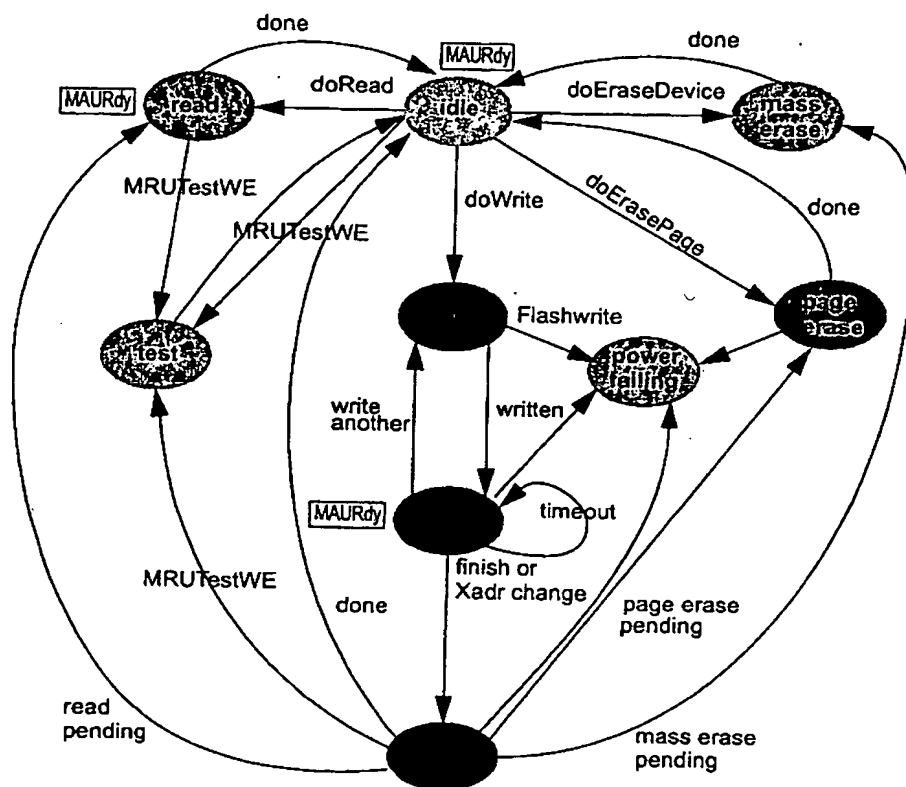 done
MAURdy
done
MAURdy
read
doRead
idle
doEraseDevice
mass
erase
MRUTestWE
MRUTestWE
doWrite
doErasePage
done
test
Flashwrite
page
erase
power
failing
write
another
written
MAURdy
timeout
MRUTestWE
done
finish or
Xadr change
page erase
pending
read
pending
mass erase
pending